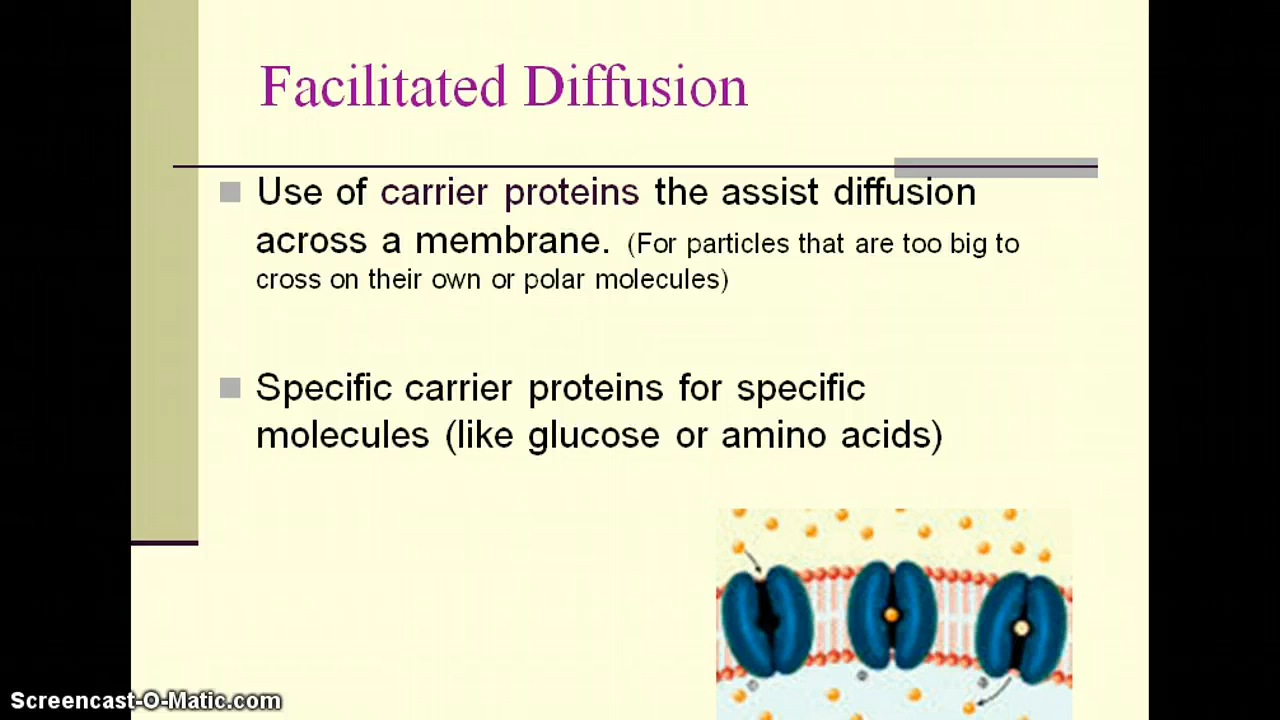 Facilitated Diffusion
Use of carrier proteins the assist diffusion
across a membrane. (For particles that are too big to
cross on their own or polar molecules)
Specific carrier proteins for specific
molecules (like glucose or amino acids)
Screencast-O-Matic.com